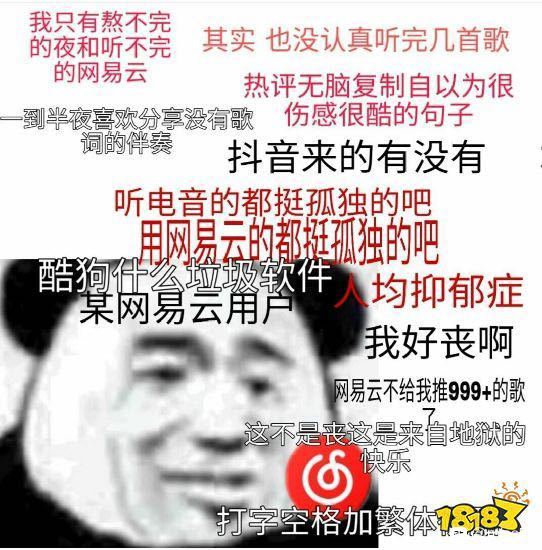 我只有熬不完
的夜和听不完
的网易云
其实 也没认真听完几首歌
热评无脑复制自以为很
伤感很酷的句子
一到半夜喜欢分享没有歌
词的伴奏
抖音来的有没有
听电音的都挺孤独的吧
用网易云的都挺孤独的吧
酷狗什么垃圾软件
某网易云用户
人均抑郁症
我好丧啊
网易云不给我推999+的歌
了
这不是丧这是来自地狱的
快乐
打字空格加繁体
18183